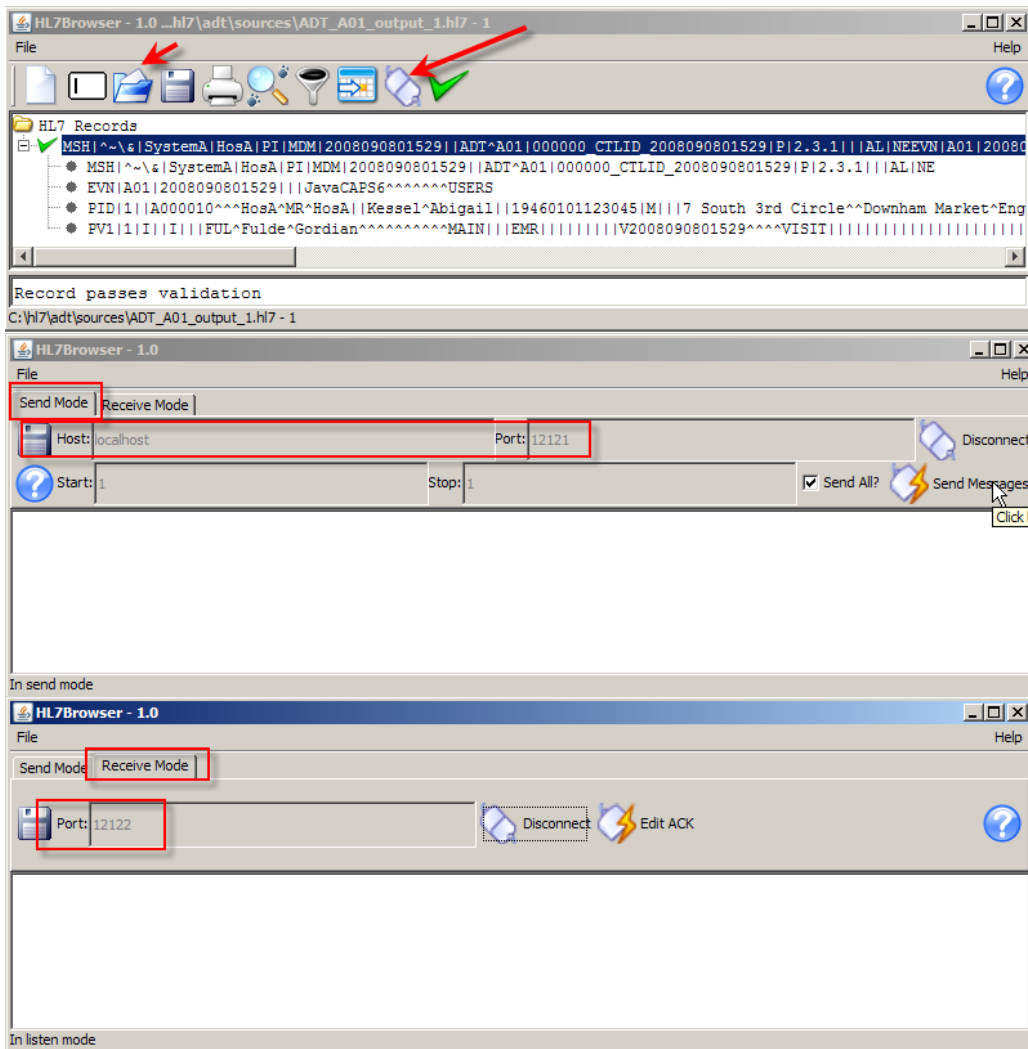 HL7Browser - 1.0 ...hl7\adt\sources\ADT_A01_output_1.hl7 - 1
File Help
HL7 Records
MSH|^~\&|SystemA|HosA|PI|MDM|2008090801529||ADT^A01|000000_CTLID_2008090801529|P|2.3.1|||AL|NEEVN|A01|20080
MSH|^~\&|SystemA|HosA|PI|MDM|2008090801529||ADT^A01|000000_CTLID_2008090801529|P|2.3.1|||AL|NE
EVN|A01|2008090801529|||JavaCAPS6^^^^^^^USERS
PID|1||A000010^^^HosA^MR^HosA||Kessel^Abigail||19460101123045|M|||7 South 3rd Circle^^Downham Market^Eng
PV1|1|I||I|||FUL^Fulde^Gordian^^^^^^^^^^MAIN|||EMR|||||||||V2008090801529^^^^VISIT||||||||||||||||||||||
Record passes validation
C:\hl7\adt\sources\ADT_A01_output_1.hl7 - 1
HL7Browser - 1.0
File Help
Send Mode Receive Mode
Host: localhost Port: 12121 Disconnect
Start: 1 Stop: 1 Send All? Send Messages
Click
In send mode
HL7Browser - 1.0
File Help
Send Mode Receive Mode
Port: 12122 Disconnect Edit ACK
In listen mode